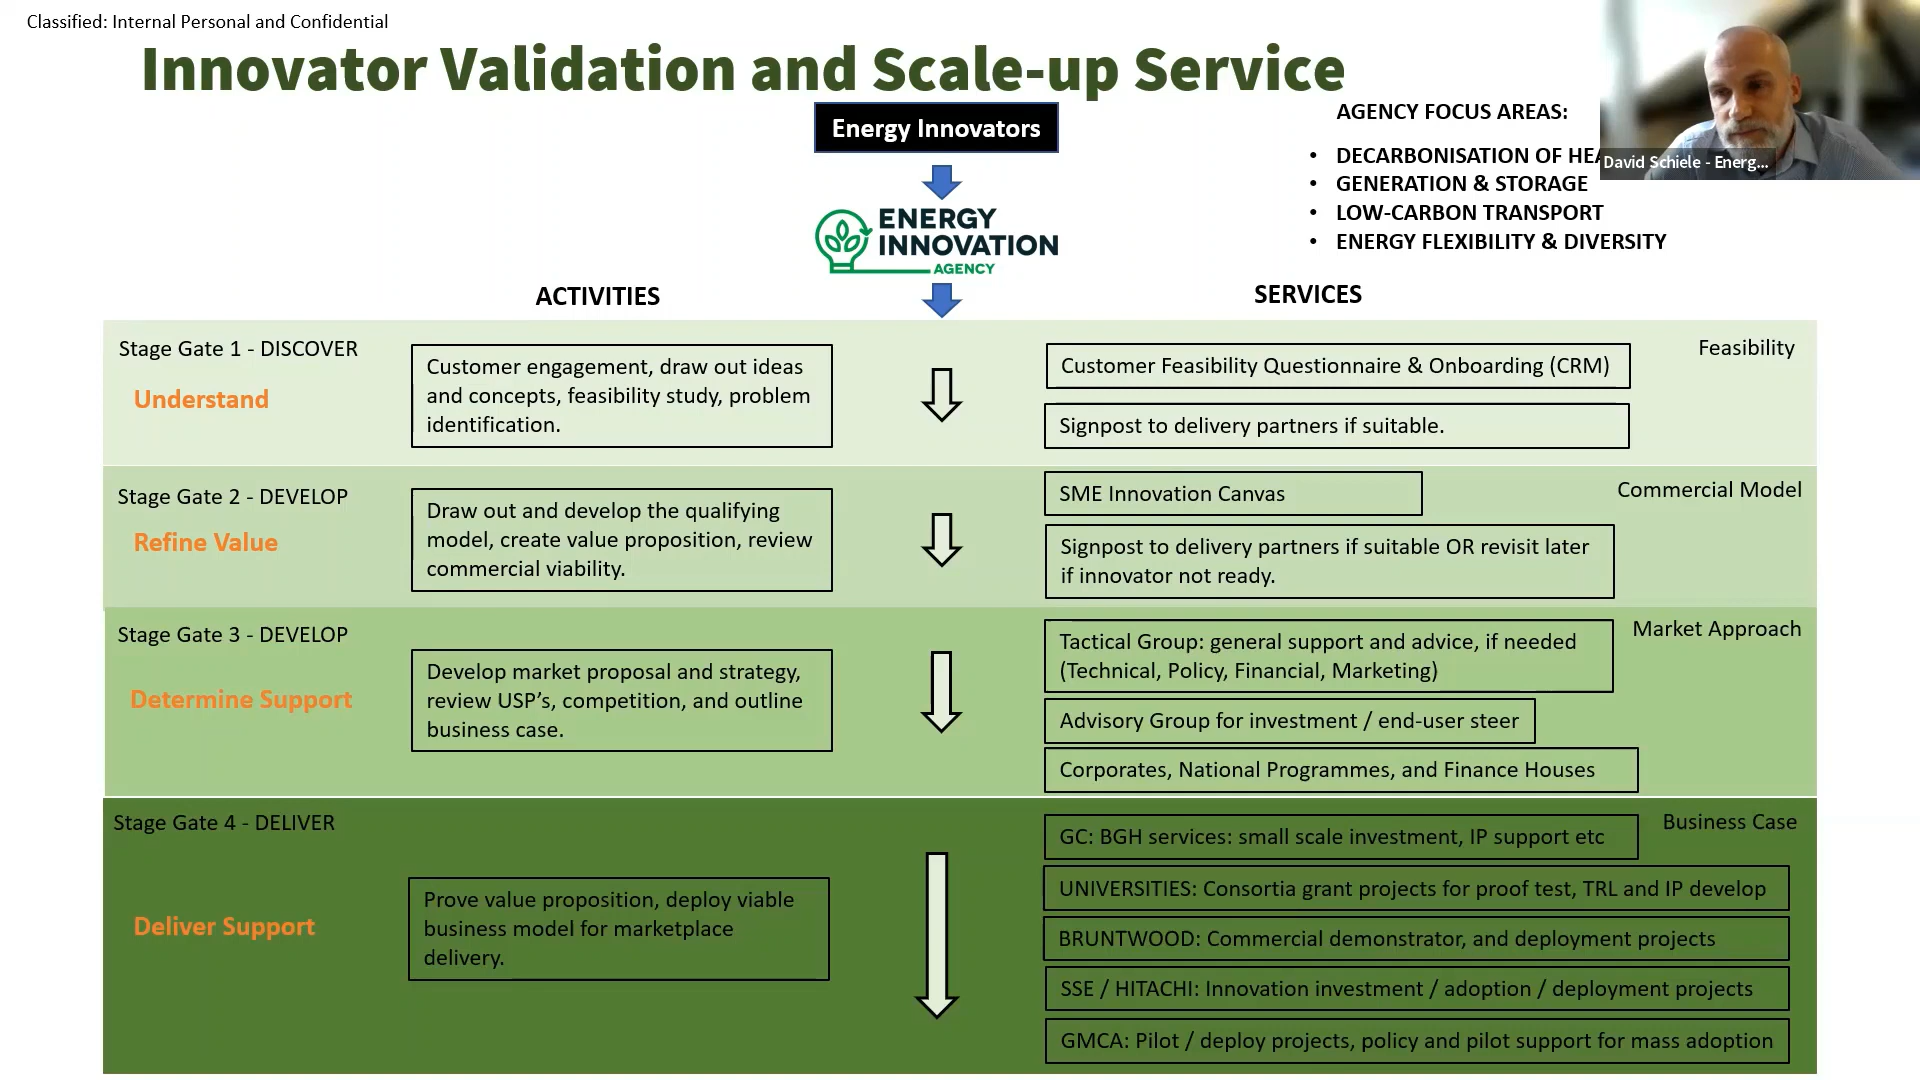 Classified: Internal Personal and Confidential
Innovator Validation and Scale-up Service
Energy Innovators
ENERGY
INNOVATION
AGENCY
AGENCY FOCUS AREAS:
• DECARBONISATION OF HEA
• GENERATION & STORAGE
• LOW-CARBON TRANSPORT
• ENERGY FLEXIBILITY & DIVERSITY
David Schiele - Energ...
ACTIVITIES
SERVICES
Stage Gate 1 - DISCOVER
Understand
Customer engagement, draw out ideas
and concepts, feasibility study, problem
identification.
Customer Feasibility Questionnaire & Onboarding (CRM)
Signpost to delivery partners if suitable.
Feasibility
Stage Gate 2 - DEVELOP
Refine Value
Draw out and develop the qualifying
model, create value proposition, review
commercial viability.
SME Innovation Canvas
Signpost to delivery partners if suitable OR revisit later
if innovator not ready.
Commercial Model
Stage Gate 3 - DEVELOP
Determine Support
Develop market proposal and strategy,
review USP’s, competition, and outline
business case.
Tactical Group: general support and advice, if needed
(Technical, Policy, Financial, Marketing)
Advisory Group for investment / end-user steer
Corporates, National Programmes, and Finance Houses
Market Approach
Stage Gate 4 - DELIVER
Deliver Support
Prove value proposition, deploy viable
business model for marketplace
delivery.
GC: BGH services: small scale investment, IP support etc
UNIVERSITIES: Consortia grant projects for proof test, TRL and IP develop
BRUNTWOOD: Commercial demonstrator, and deployment projects
SSE / HITACHI: Innovation investment / adoption / deployment projects
GMCA: Pilot / deploy projects, policy and pilot support for mass adoption
Business Case